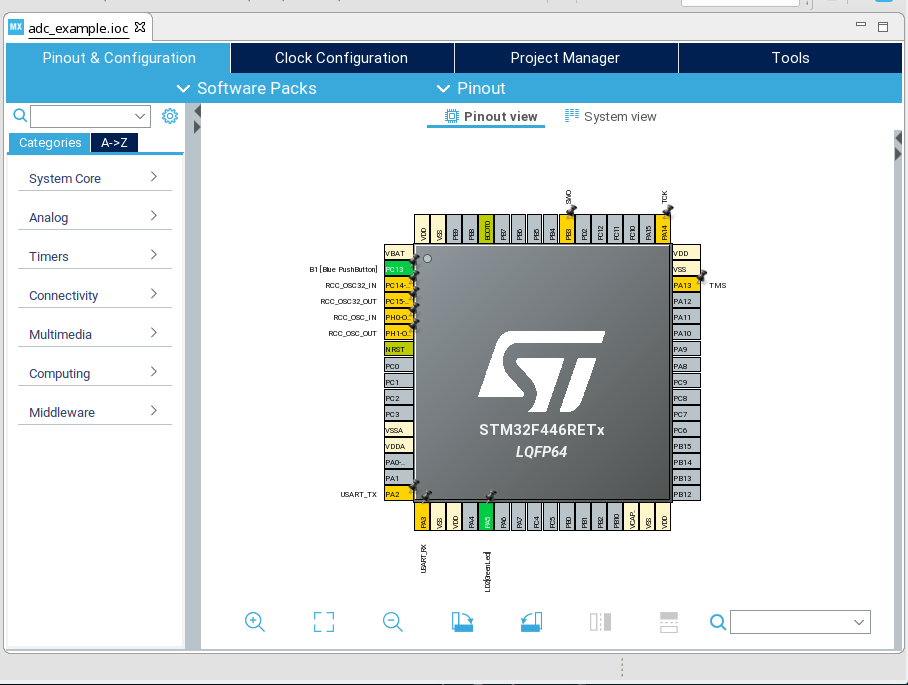 MX adc_example.ioc
Pinout & Configuration
Clock Configuration
Project Manager
Tools
Software Packs
Pinout
Pinout view
System view
Categories
A->Z
System Core
Analog
Timers
Connectivity
Multimedia
Computing
Middleware
SWO
TCK
VDD
VSS
PB9
PB8
BOOT0
PB7
PB6
PB5
PB4
PB3
PD2
PC12
PC11
PC10
PA15
PA14
VBAT
B1 [Blue PushButton] PC13
RCC_OSC32_IN PC14-..
RCC_OSC32_OUT PC15-..
RCC_OSC_IN PH0-O..
RCC_OSC_OUT PH1-O..
NRST
PC0
PC1
PC2
PC3
VSSA
VDDA
PA0-..
PA1
USART_TX PA2
VDD
VSS
PA13 TMS
PA12
PA11
PA10
PA9
PA8
PC9
PC8
PC7
PC6
PB15
PB14
PB13
PB12
ST
STM32F446RETx
LQFP64
PA3
VSS
VDD
PA4
PA5
PA6
PA7
PC4
PC5
PB0
PB1
PB2
PB10
VCAP..
VSS
VDD
USART_RX
LD2 [Green Led]